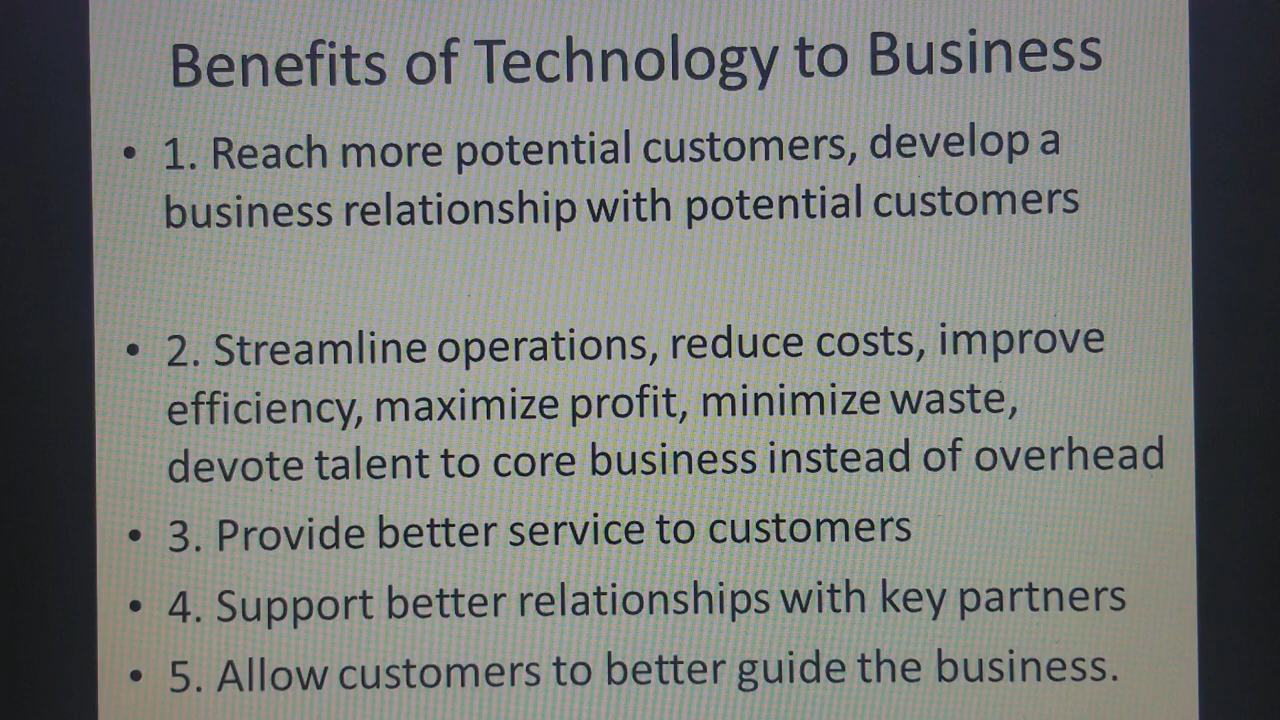 Benefits of Technology to Business
• 1. Reach more potential customers, develop a
business relationship with potential customers
• 2. Streamline operations, reduce costs, improve
efficiency, maximize profit, minimize waste,
devote talent to core business instead of overhead
• 3. Provide better service to customers
• 4. Support better relationships with key partners
• 5. Allow customers to better guide the business.